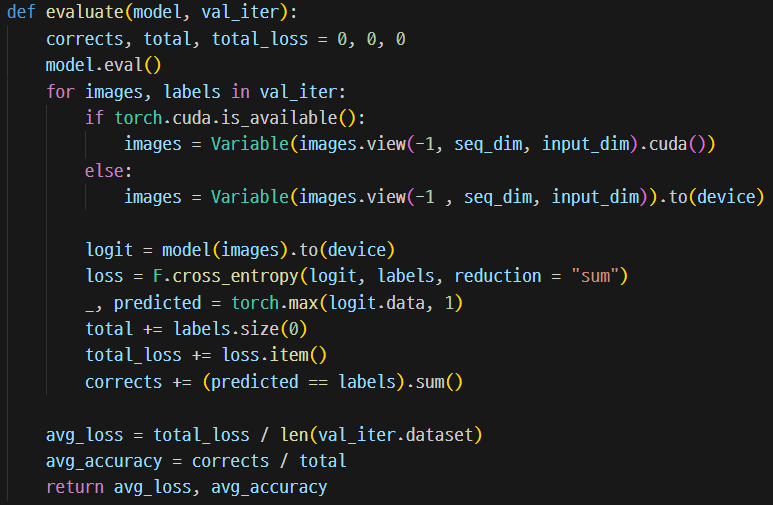 def evaluate(model, val_iter):
    corrects, total, total_loss = 0, 0, 0
    model.eval()
    for images, labels in val_iter:
        if torch.cuda.is_available():
            images = Variable(images.view(-1, seq_dim, input_dim).cuda())
        else:
            images = Variable(images.view(-1 , seq_dim, input_dim)).to(device)

        logit = model(images).to(device)
        loss = F.cross_entropy(logit, labels, reduction = "sum")
        _, predicted = torch.max(logit.data, 1)
        total += labels.size(0)
        total_loss += loss.item()
        corrects += (predicted == labels).sum()

    avg_loss = total_loss / len(val_iter.dataset)
    avg_accuracy = corrects / total
    return avg_loss, avg_accuracy